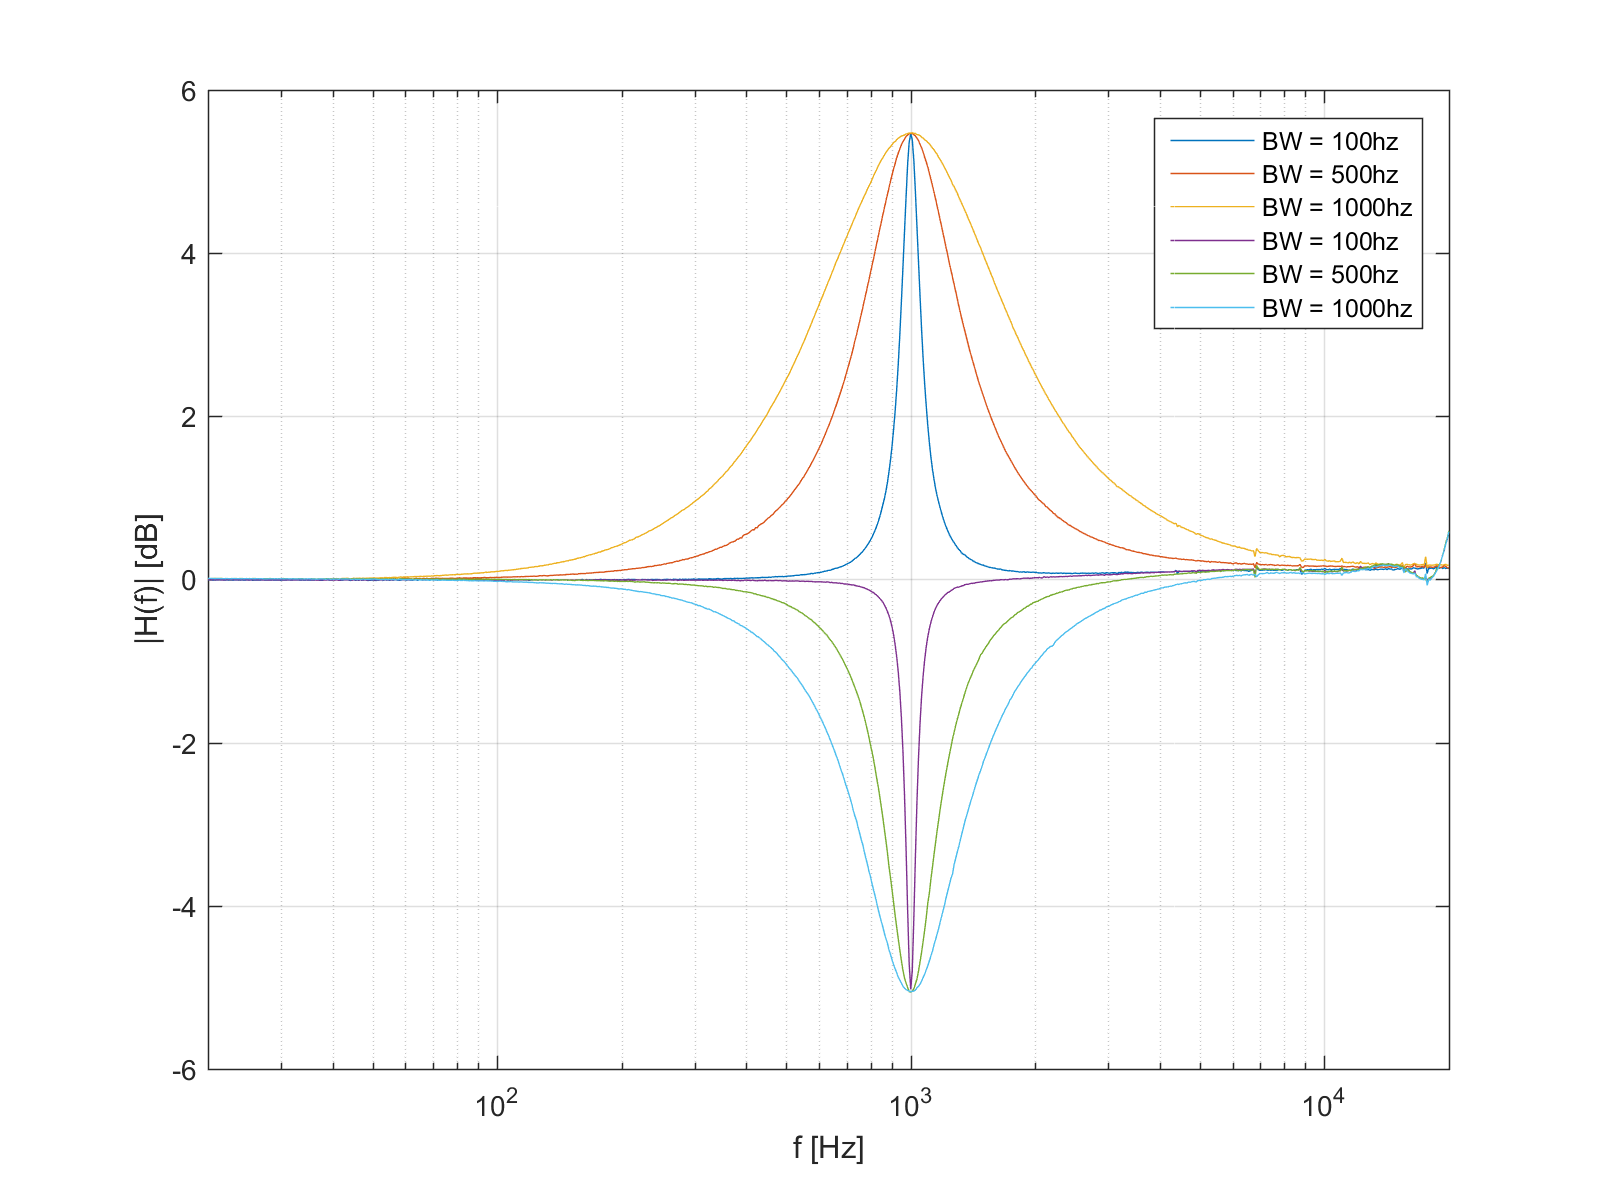 6
4
2
0
-2
-4
-6
|H(f)| [dB]
10^2
10^3
10^4
f [Hz]
BW = 100hz
BW = 500hz
BW = 1000hz
BW = 100hz
BW = 500hz
BW = 1000hz